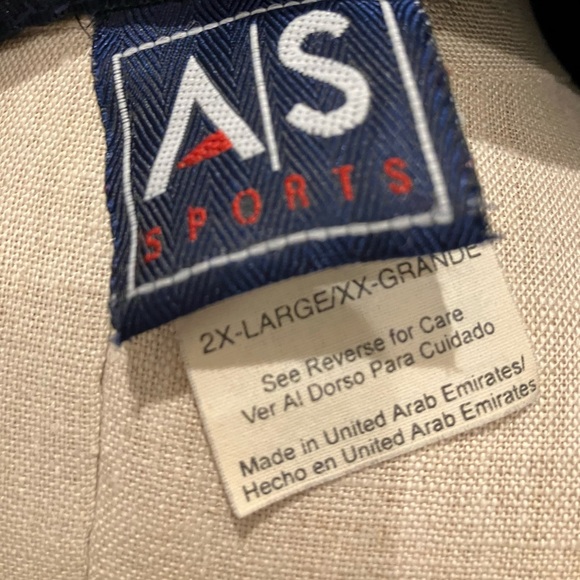 A/S
SPORTS
2X-LARGE/XX-GRANDE
See Reverse for Care
Ver Al Dorso Para Cuidado
Made in United Arab Emirates/
Hecho en United Arab Emirates